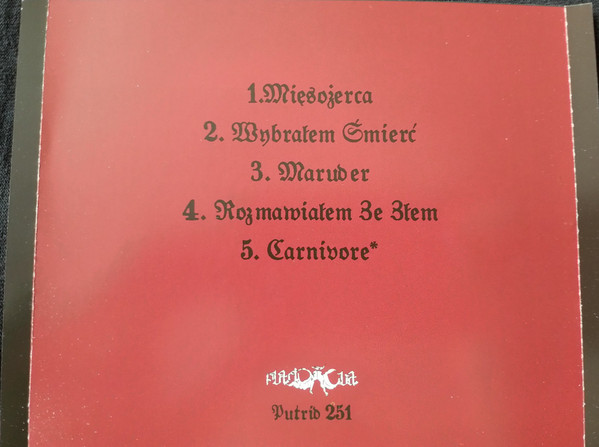 1.Mięsożerca
2. Wybrałem Śmierć
3. Maruder
4. Rozmawiałem Ze Złem
5. Carnivore*
Putrid 251